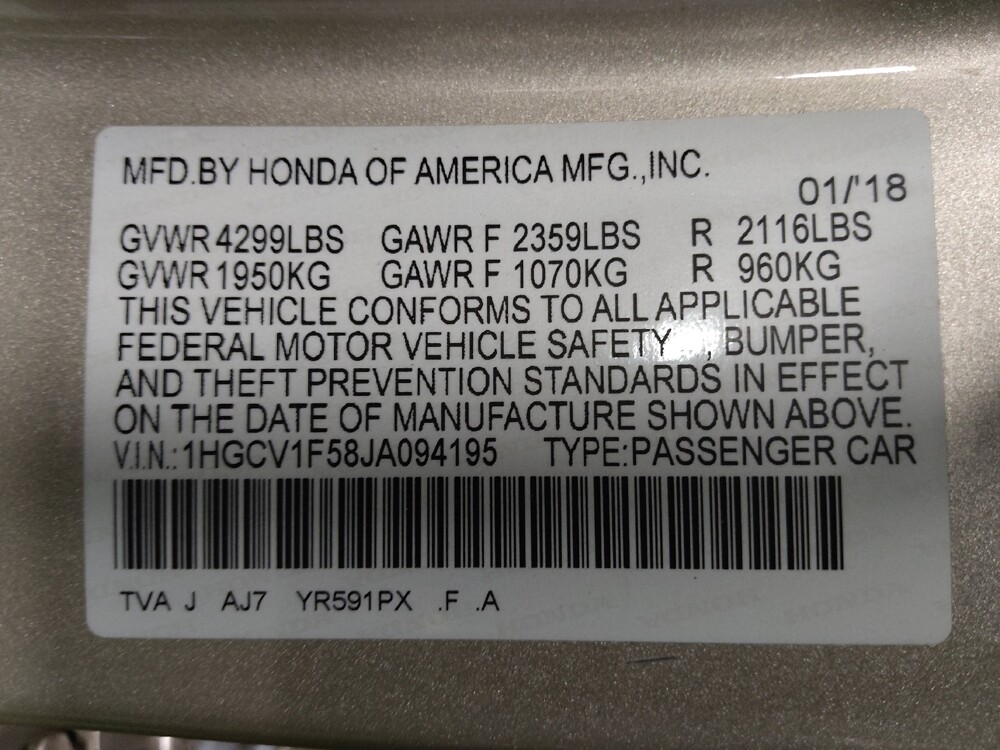 MFD.BY HONDA OF AMERICA MFG.,INC.
01/'18
GVWR 4299LBS GAWR F 2359LBS R 2116LBS
GVWR 1950KG GAWR F 1070KG R 960KG
THIS VEHICLE CONFORMS TO ALL APPLICABLE
FEDERAL MOTOR VEHICLE SAFETY , BUMPER,
AND THEFT PREVENTION STANDARDS IN EFFECT
ON THE DATE OF MANUFACTURE SHOWN ABOVE.
V.I.N.:1HGCV1F58JA094195 TYPE:PASSENGER CAR
TVA J AJ7 YR591PX .F .A